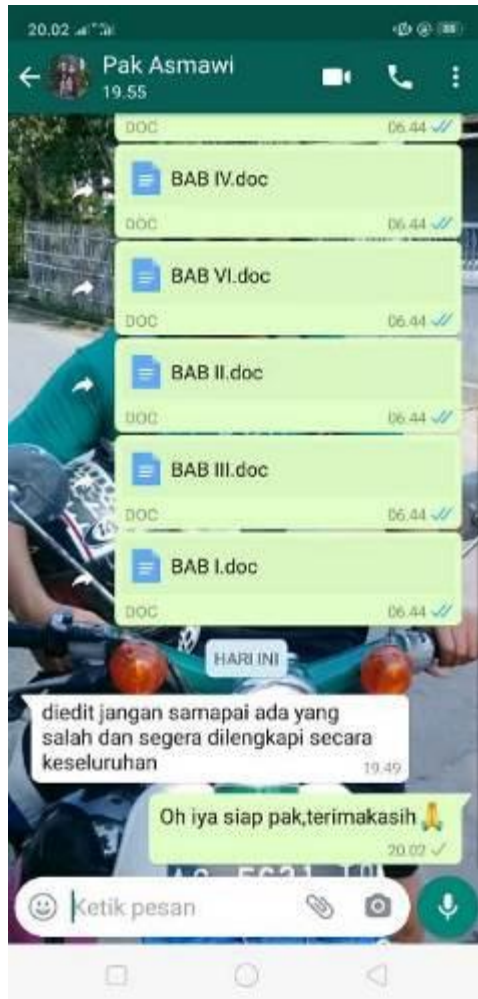 20.02
Pak Asmawi
19.55
DOC 06.44
BAB IV.doc
DOC 06.44
BAB VI.doc
DOC 06.44
BAB II.doc
DOC 06.44
BAB III.doc
DOC 06.44
BAB I.doc
DOC 06.44
HARI INI
diedit jangan samapai ada yang
salah dan segera dilengkapi secara
keseluruhan
19.49
Oh iya siap pak,terimakasih 🙏
20.02
Ketik pesan